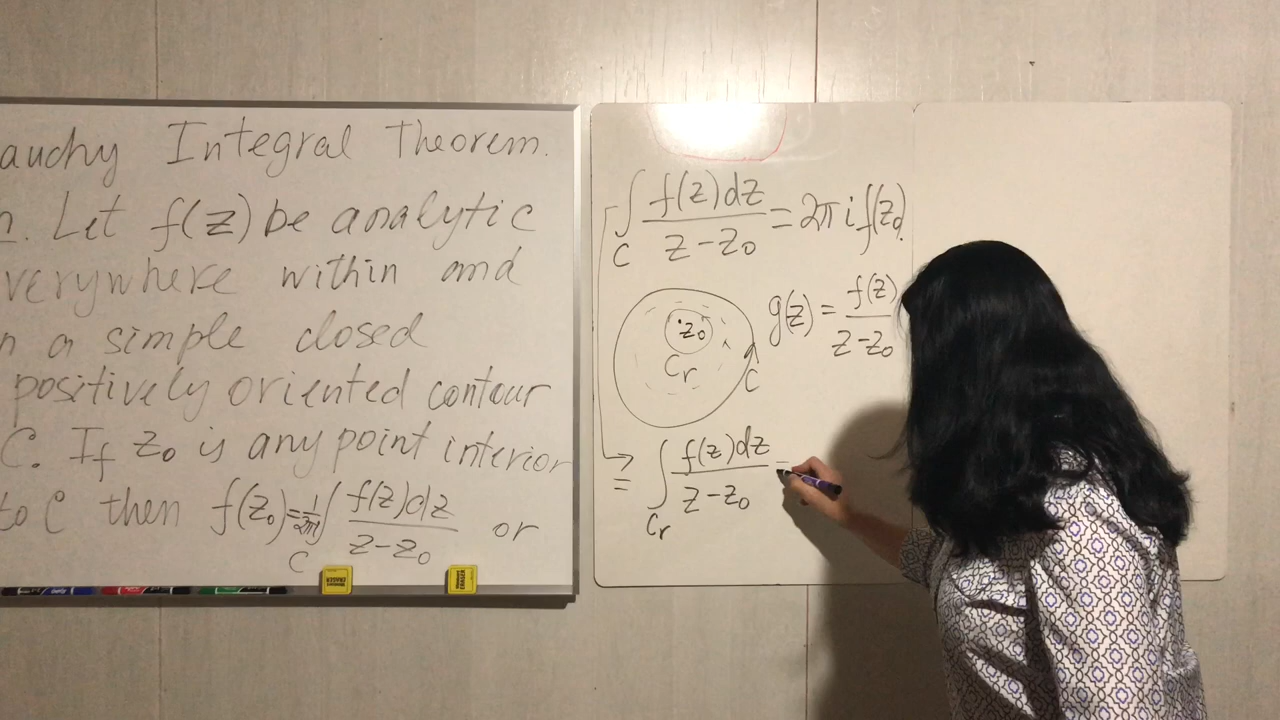 auchy Integral Theorem.
n. Let f(z) be analytic
verywhere within and
n a simple closed
positively oriented contour
C. If z₀ is any point interior
to C then f(z₀)=1/2πi ∫_C f(z)dz/z-z₀ or
∫_C f(z)dz/z-z₀ = 2πi f(z₀).
g(z) = f(z)/z-z₀
z₀
C_r
C
= ∫_C_r f(z)dz/z-z₀ =